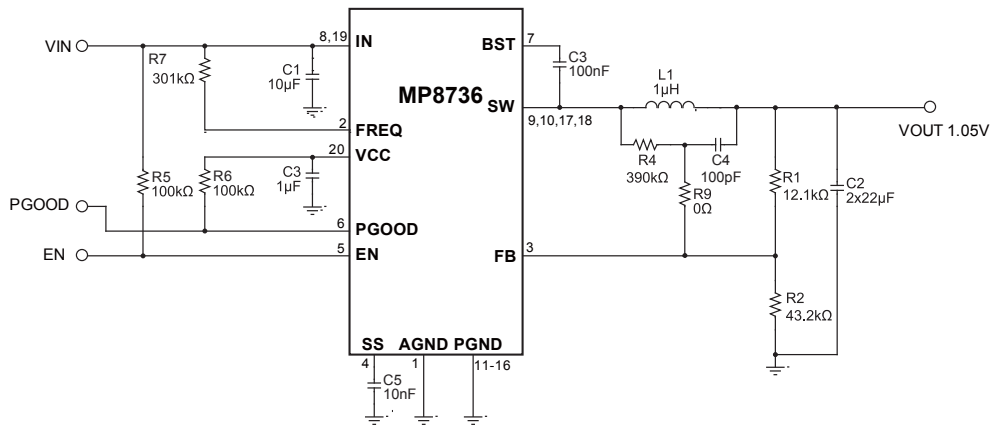 VIN
R7
301kΩ
C1
10μF
8,19
IN
BST
7
C3
100nF
L1
1μH
MP8736
SW
9,10,17,18
VOUT 1.05V
2
FREQ
20
VCC
R5
100kΩ
R6
100kΩ
C3
1μF
R4
390kΩ
C4
100pF
R9
0Ω
R1
12.1kΩ
C2
2x22μF
PGOOD
6
PGOOD
EN
5
EN
FB
3
R2
43.2kΩ
SS
AGND
PGND
4
1
11-16
C5
10nF